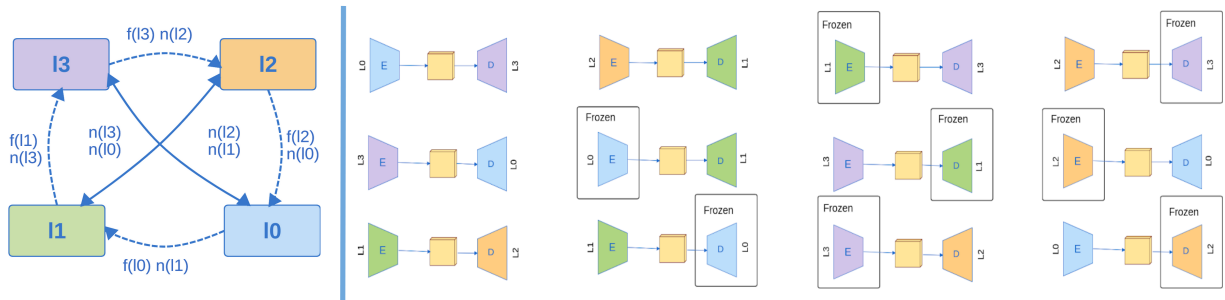 f(l3) n(l2)
l3
l2
f(l1)
n(l3)
n(l3)
n(l0)
n(l2)
n(l1)
f(l2)
n(l0)
l1
l0
f(l0) n(l1)
L0
E
D
L3
L2
E
D
L1
Frozen
L1
E
D
L3
Frozen
L2
E
D
L3
L3
E
D
L0
Frozen
L0
E
D
L1
Frozen
L3
E
D
L1
Frozen
L2
E
D
L0
L1
E
D
L2
Frozen
L1
E
D
L0
Frozen
L3
E
D
L2
Frozen
L0
E
D
L2